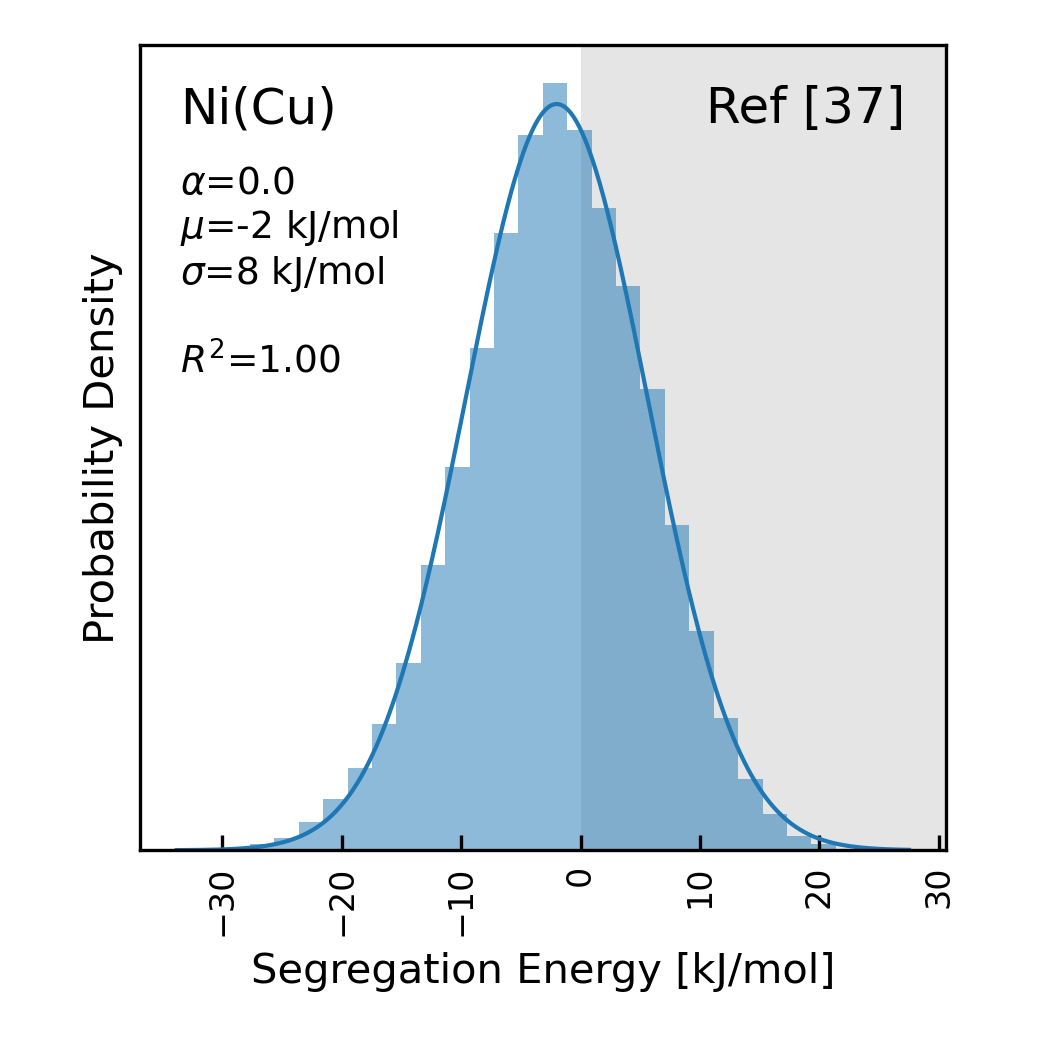 Ni(Cu)
Ref [37]
α=0.0
μ=-2 kJ/mol
σ=8 kJ/mol
R²=1.00
Probability Density
−30
−20
−10
0
10
20
30
Segregation Energy [kJ/mol]